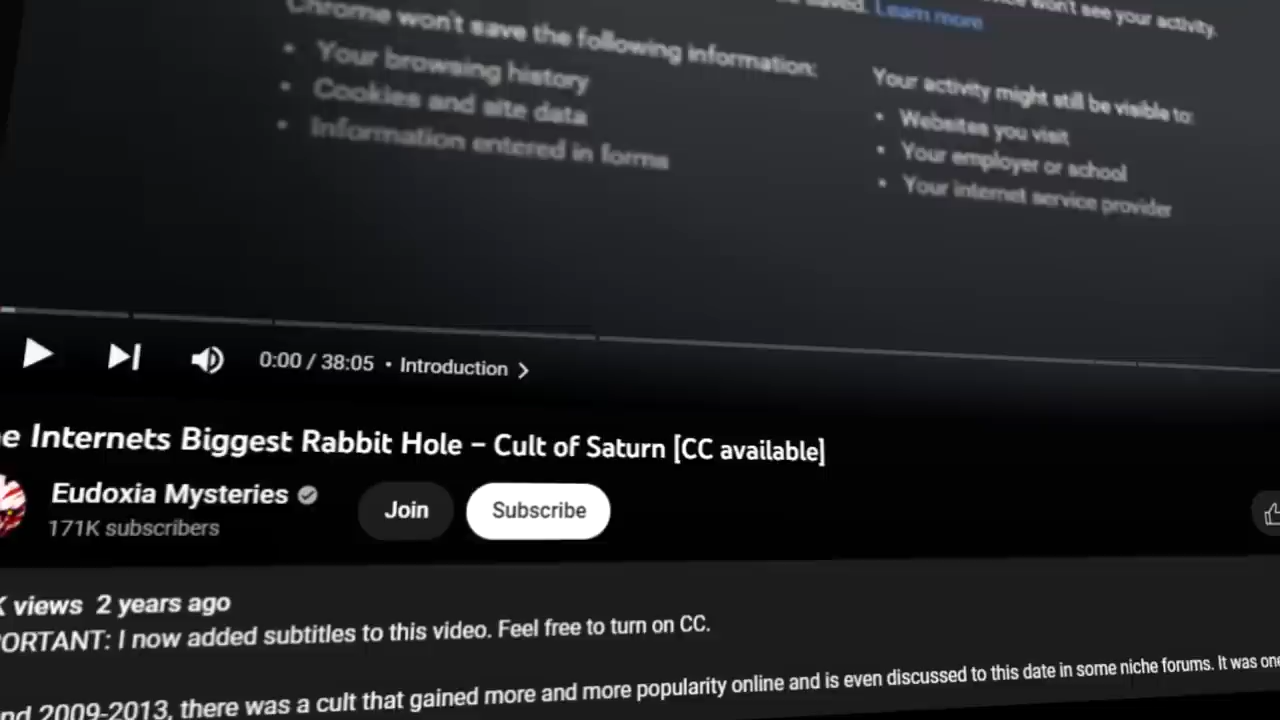 saved. Learn more
won't see your activity.
Chrome won't save the following information:
Your activity might still be visible to:
• Your browsing history
• Cookies and site data
• Information entered in forms
• Websites you visit
• Your employer or school
• Your internet service provider
0:00 / 38:05 • Introduction
Internets Biggest Rabbit Hole – Cult of Saturn [CC available]
Eudoxia Mysteries
171K subscribers
Join
Subscribe
views 2 years ago
ORTANT: I now added subtitles to this video. Feel free to turn on CC.
2009-2013, there was a cult that gained more and more popularity online and is even discussed to this date in some niche forums. It was one